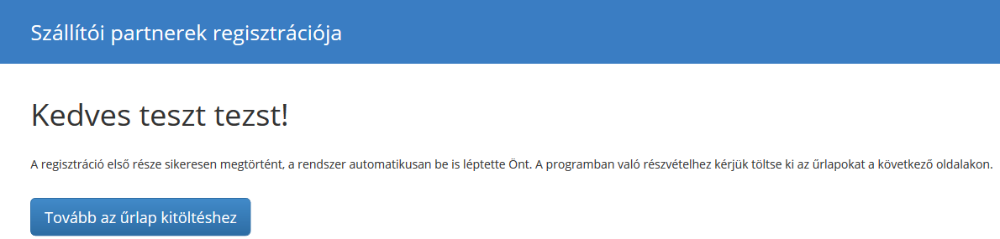 Szállítói partnerek regisztrációja
Kedves teszt tezst!
A regisztráció első része sikeresen megtörtént, a rendszer automatikusan be is léptette Önt. A programban való részvételhez kérjük töltse ki az űrlapokat a következő oldalakon.
Tovább az űrlap kitöltéshez